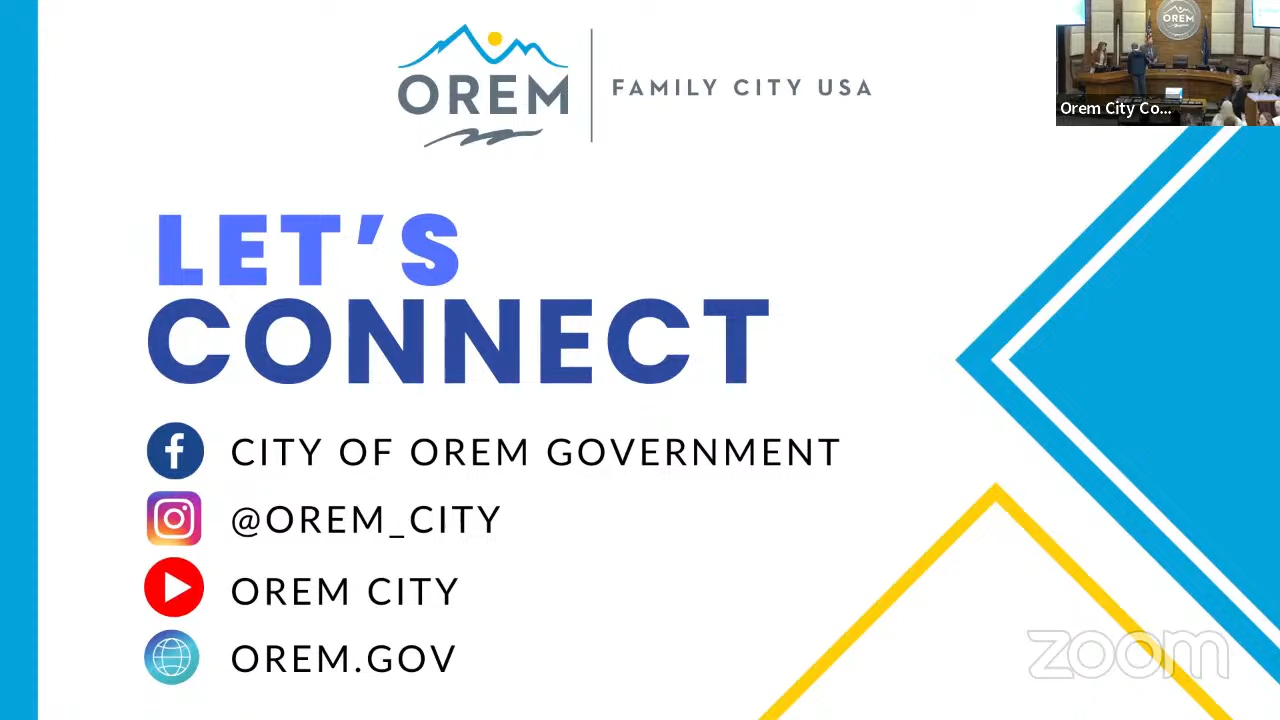 OREM
FAMILY CITY USA
OREM
Orem City Co...
LET'S
CONNECT
CITY OF OREM GOVERNMENT
@OREM_CITY
OREM CITY
OREM.GOV
zoom